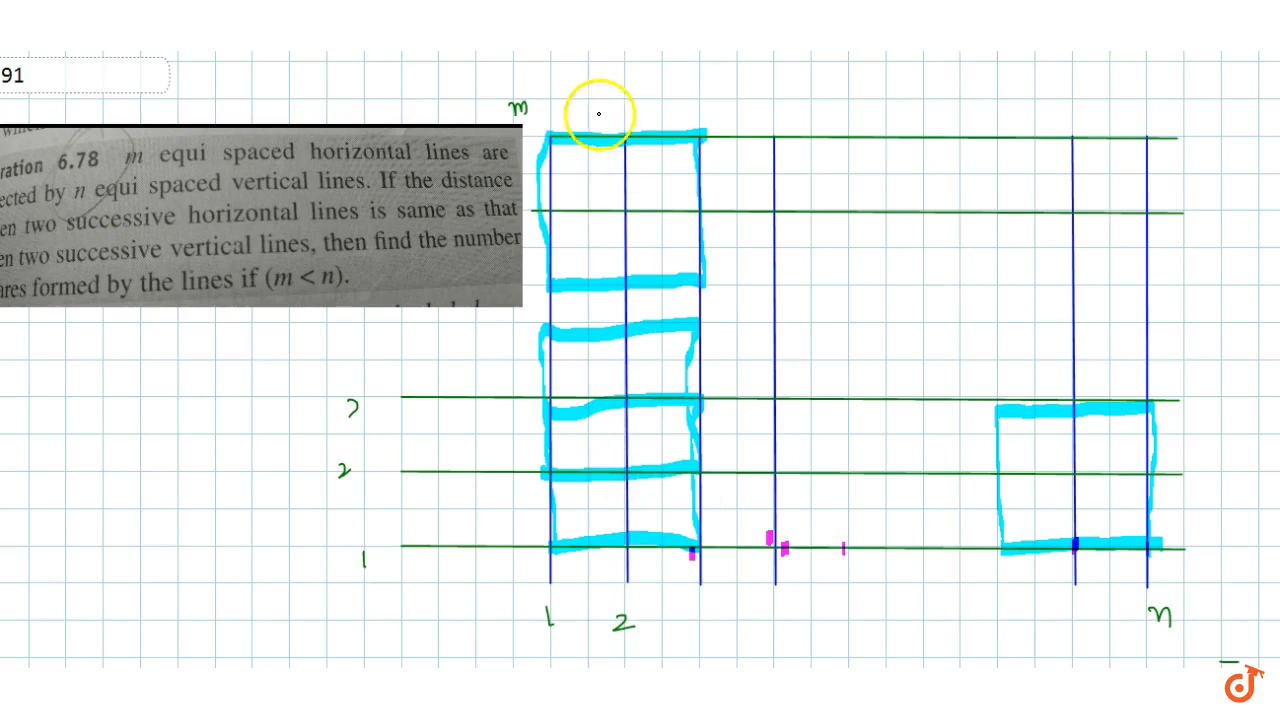 91
m
ration 6.78 m equi spaced horizontal lines are
ected by n equi spaced vertical lines. If the distance
en two successive horizontal lines is same as that
en two successive vertical lines, then find the number
ares formed by the lines if (m < n).
2
1
1 2 n